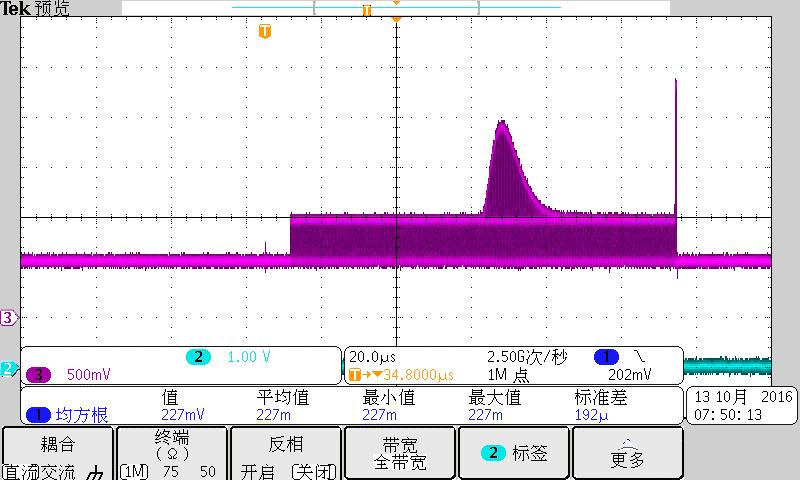 Tek 预览
T
T
3
2
2 1.00 V
3 500mV
20.0µs
T→▼34.8000µs
2.50G次/秒
1M 点
1 \ 
202mV
值 平均值 最小值 最大值 标准差
1 均方根 227mV 227m 227m 227m 192µ
13 10月 2016
07:50:13
耦合
直流 交流
终端
(Ω)
1M 75 50
反相
开启 关闭
带宽
全带宽
2 标签
更多